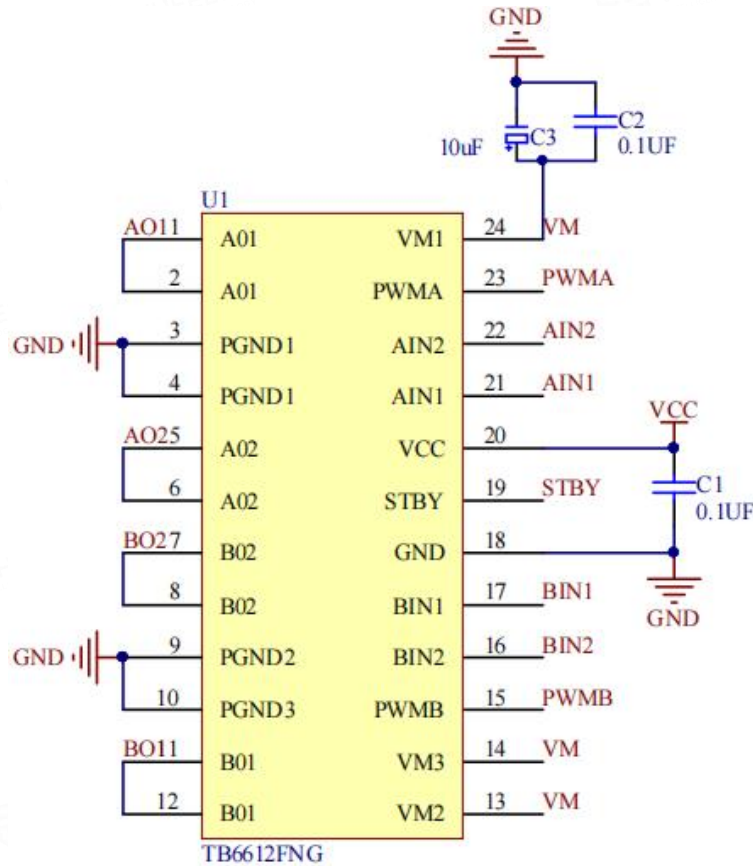 GND
C2
C3
10uF
0.1UF
U1
AO11 A01 VM1 24 VM
2 A01 PWMA 23 PWMA
GND 3 PGND1 AIN2 22 AIN2
4 PGND1 AIN1 21 AIN1
VCC
AO25 A02 VCC 20
6 A02 STBY 19 STBY C1
0.1UF
BO27 B02 GND 18
8 B02 BIN1 17 BIN1 GND
GND 9 PGND2 BIN2 16 BIN2
10 PGND3 PWMB 15 PWMB
BO11 B01 VM3 14 VM
12 B01 VM2 13 VM
TB6612FNG